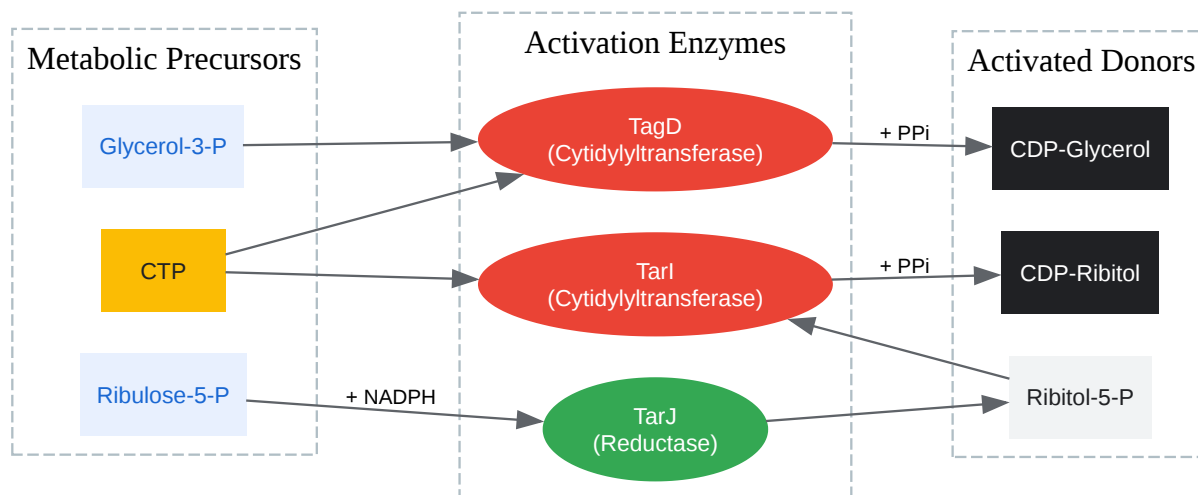 Metabolic Precursors
Glycerol-3-P
CTP
Ribulose-5-P
+ NADPH
Activation Enzymes
TagD
(Cytidylyltransferase)
TarI
(Cytidylyltransferase)
TarJ
(Reductase)
+ PPi
+ PPi
Activated Donors
CDP-Glycerol
CDP-Ribitol
Ribitol-5-P